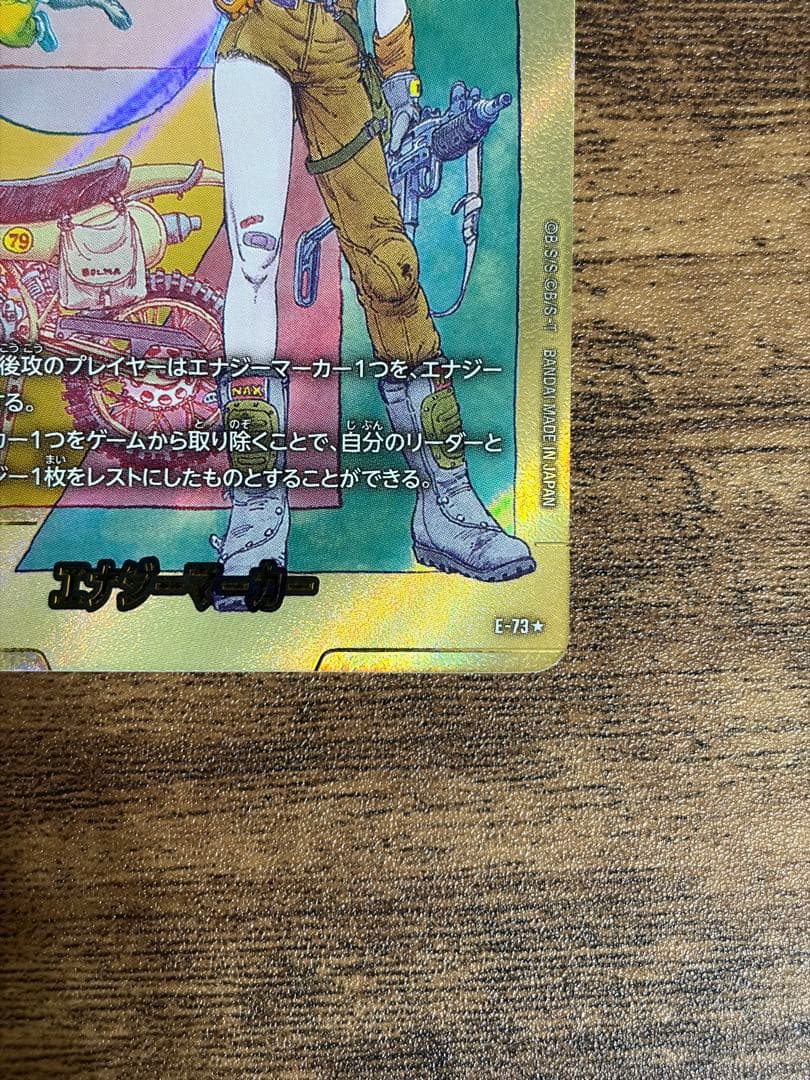 79
BOLMA
NAX
後攻のプレイヤーはエナジーマーカー1つを、エナジー
する。
カー1つをゲームから取り除くことで、自分のリーダーと
ジー1枚をレストにしたものとすることができる。
エナジーマーカー
E-73★
©B S/S ©B/S・T BANDAI MADE IN JAPAN